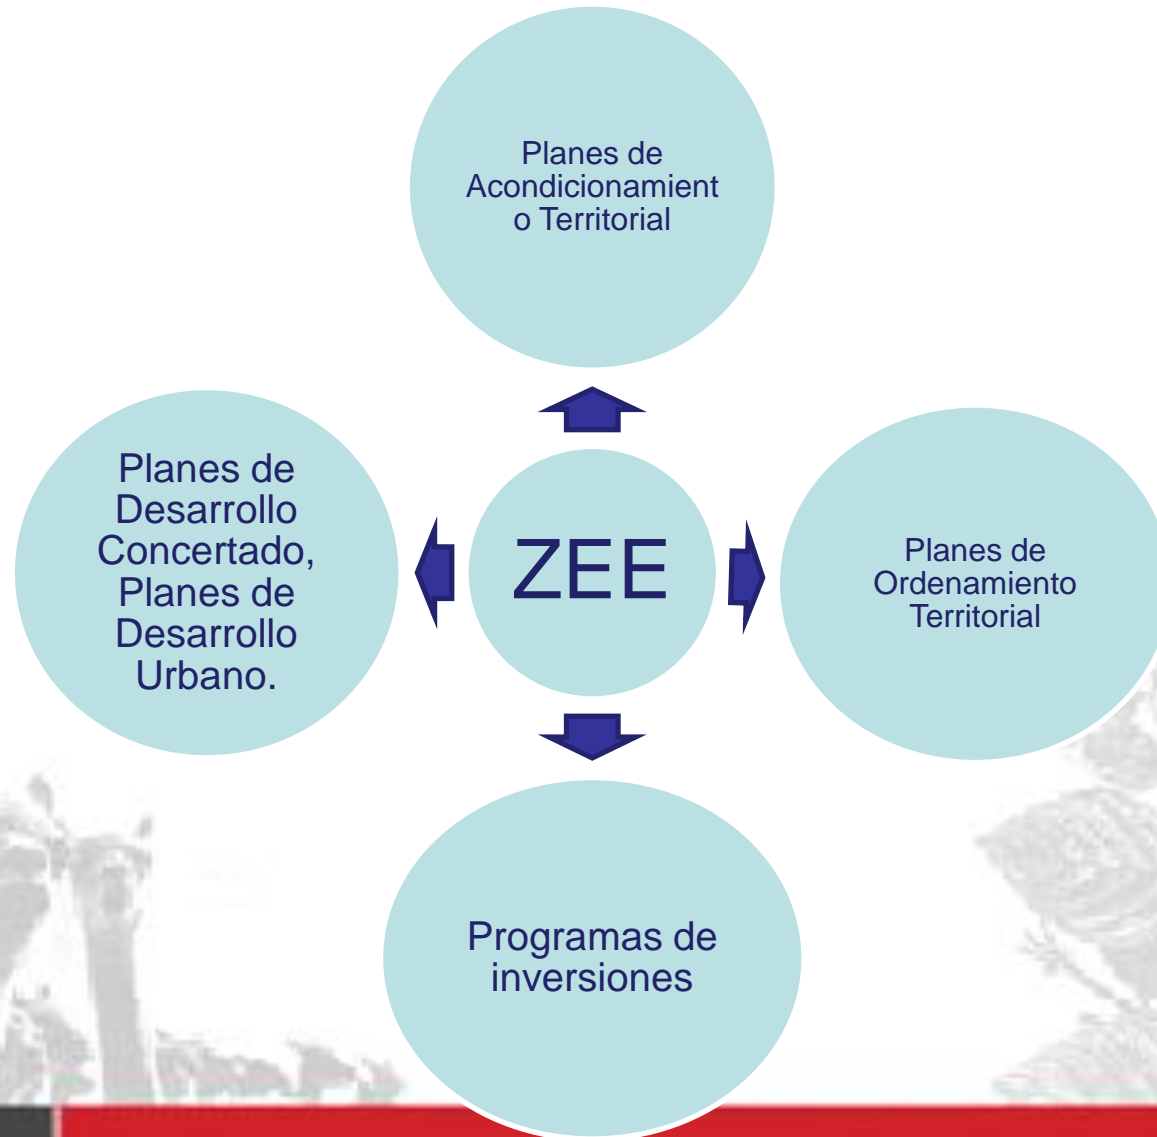 Planes de
Acondicionamient
o Territorial
Planes de
Desarrollo
Concertado,
Planes de
Desarrollo
Urbano.
ZEE
Planes de
Ordenamiento
Territorial
Programas de
inversiones